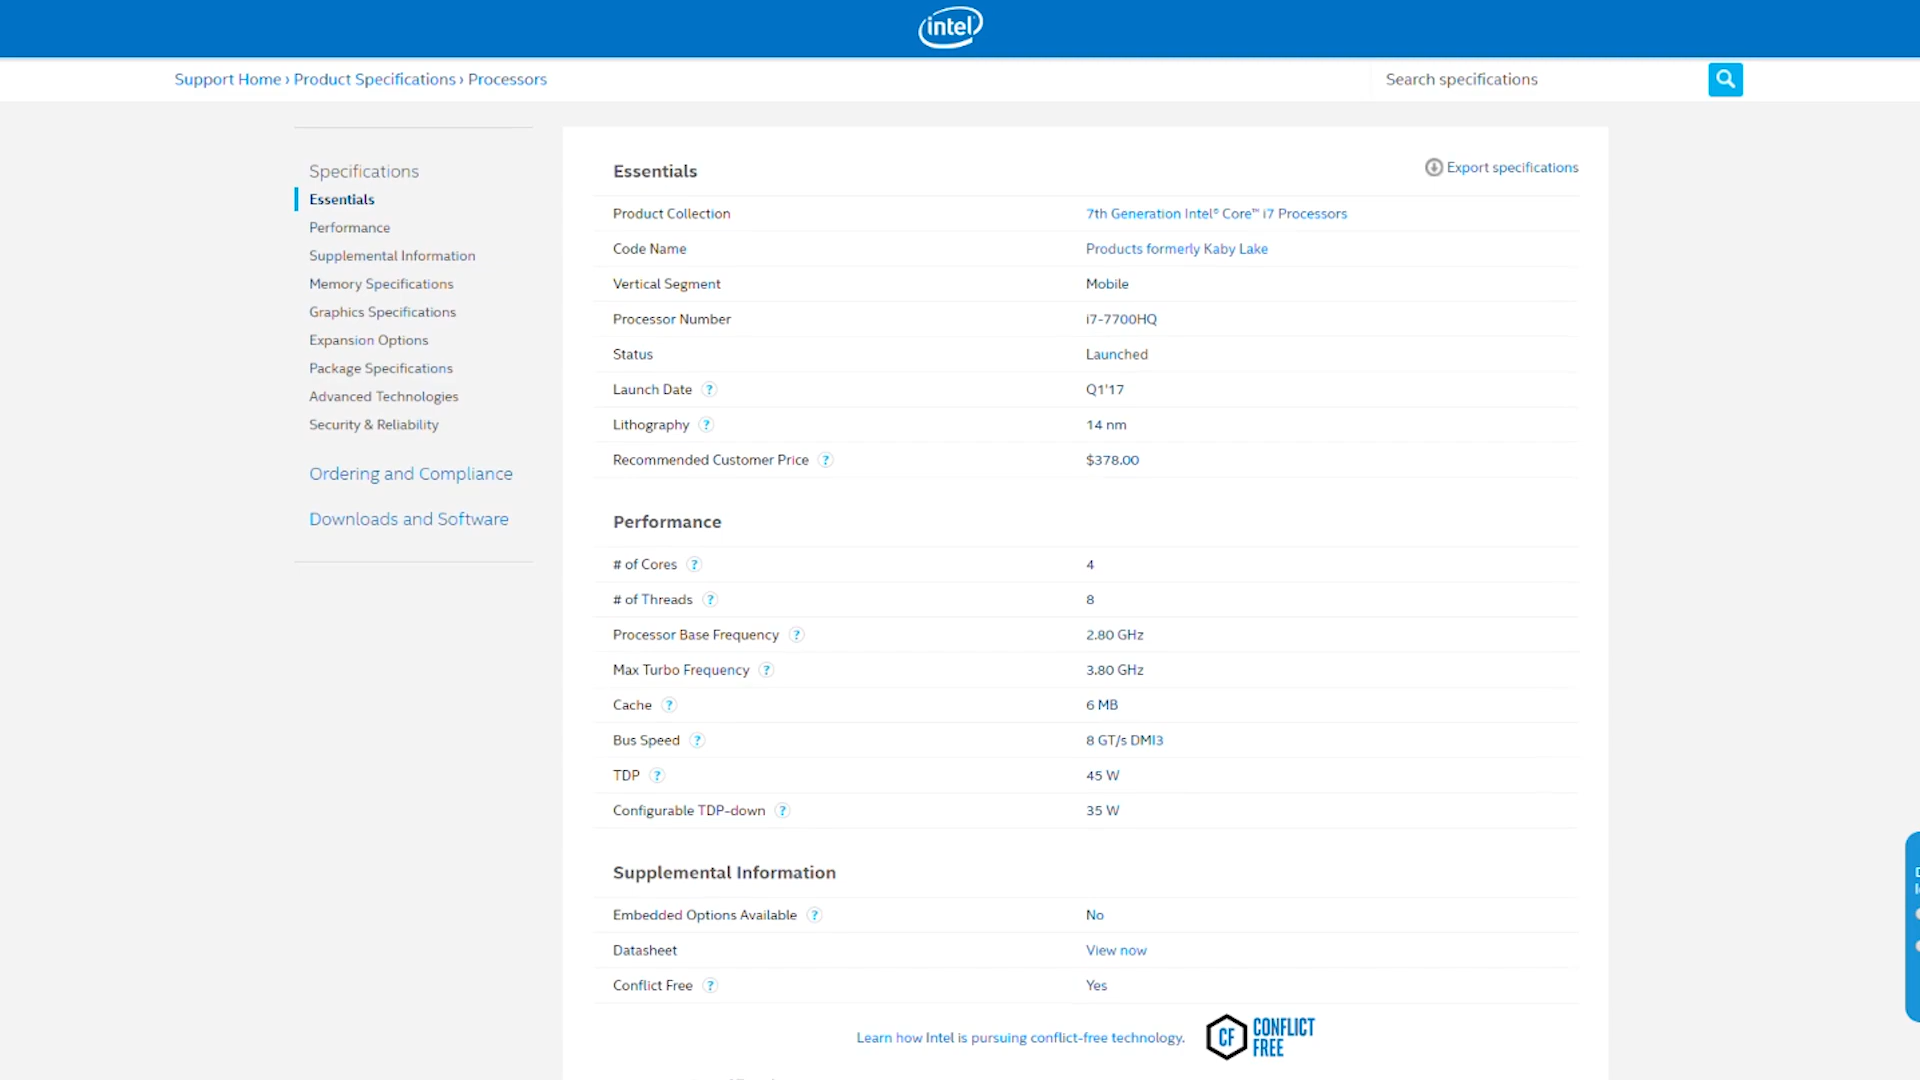 intel
Support Home › Product Specifications › Processors
Search specifications
Specifications
Essentials
Performance
Supplemental Information
Memory Specifications
Graphics Specifications
Expansion Options
Package Specifications
Advanced Technologies
Security & Reliability
Ordering and Compliance
Downloads and Software
Essentials
Export specifications
Product Collection 7th Generation Intel® Core™ i7 Processors
Code Name Products formerly Kaby Lake
Vertical Segment Mobile
Processor Number i7-7700HQ
Status Launched
Launch Date ? Q1'17
Lithography ? 14 nm
Recommended Customer Price ? $378.00
Performance
# of Cores ? 4
# of Threads ? 8
Processor Base Frequency ? 2.80 GHz
Max Turbo Frequency ? 3.80 GHz
Cache ? 6 MB
Bus Speed ? 8 GT/s DMI3
TDP ? 45 W
Configurable TDP-down ? 35 W
Supplemental Information
Embedded Options Available ? No
Datasheet View now
Conflict Free ? Yes
Learn how Intel is pursuing conflict-free technology.
CF CONFLICT
FREE